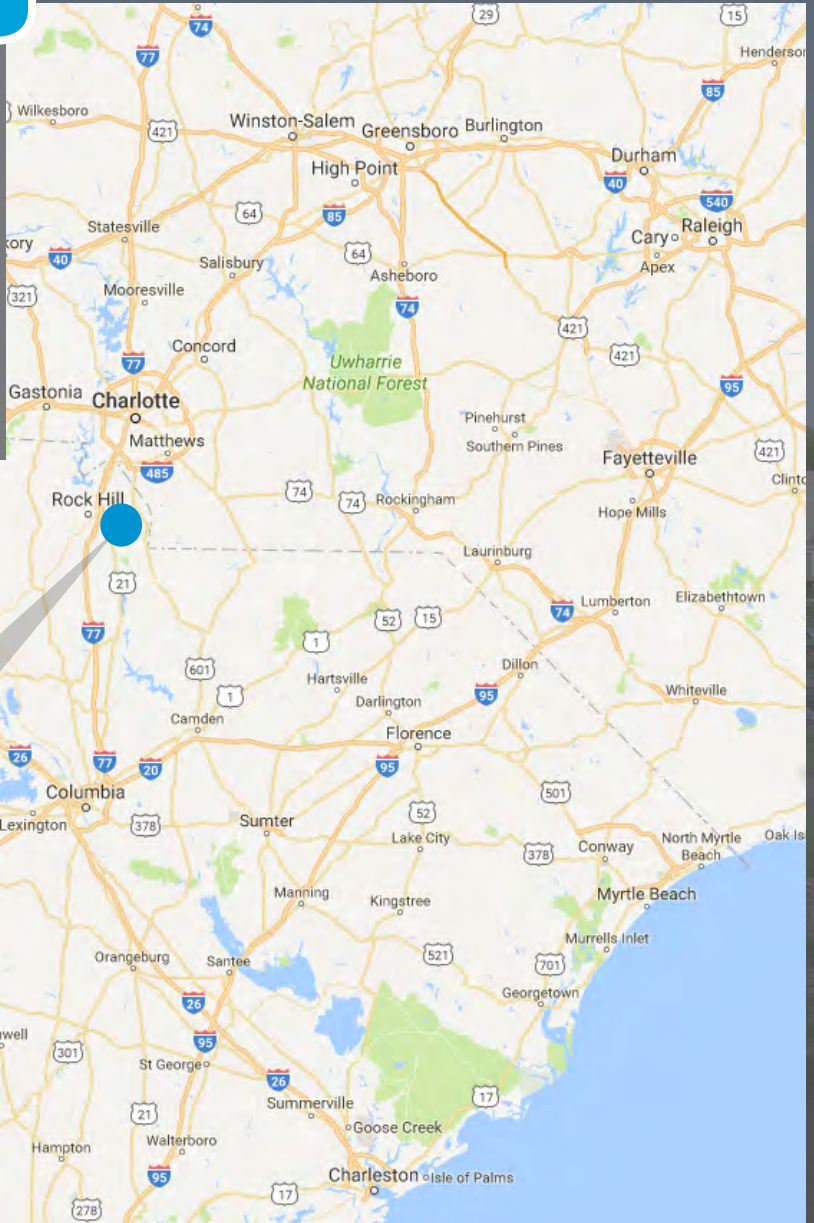 29
15
74
77
Henderson
85
Wilkesboro
421
Winston-Salem
Greensboro
Burlington
High Point
Durham
40
540
64
85
Statesville
Cary
Raleigh
40
64
Salisbury
Asheboro
Apex
321
Mooresville
74
421
Concord
421
77
Uwharrie
National Forest
95
Gastonia
Charlotte
Pinehurst
Matthews
Southern Pines
421
Fayetteville
485
74
74
Rockingham
Rock Hill
Hope Mills
Laurinburg
21
74
Lumberton
Elizabethtown
77
52
15
1
601
Dillon
Hartsville
95
Whiteville
1
Darlington
Camden
Florence
26
77
20
95
Columbia
501
52
Lexington
378
Sumter
Lake City
378
Conway
North Myrtle
Beach
Oak Is
Manning
Kingstree
Myrtle Beach
Murrells Inlet
Orangeburg
Santee
521
701
Georgetown
26
95
301
St George
26
17
Summerville
21
Goose Creek
Hampton
Walterboro
95
Charleston
Isle of Palms
17
278